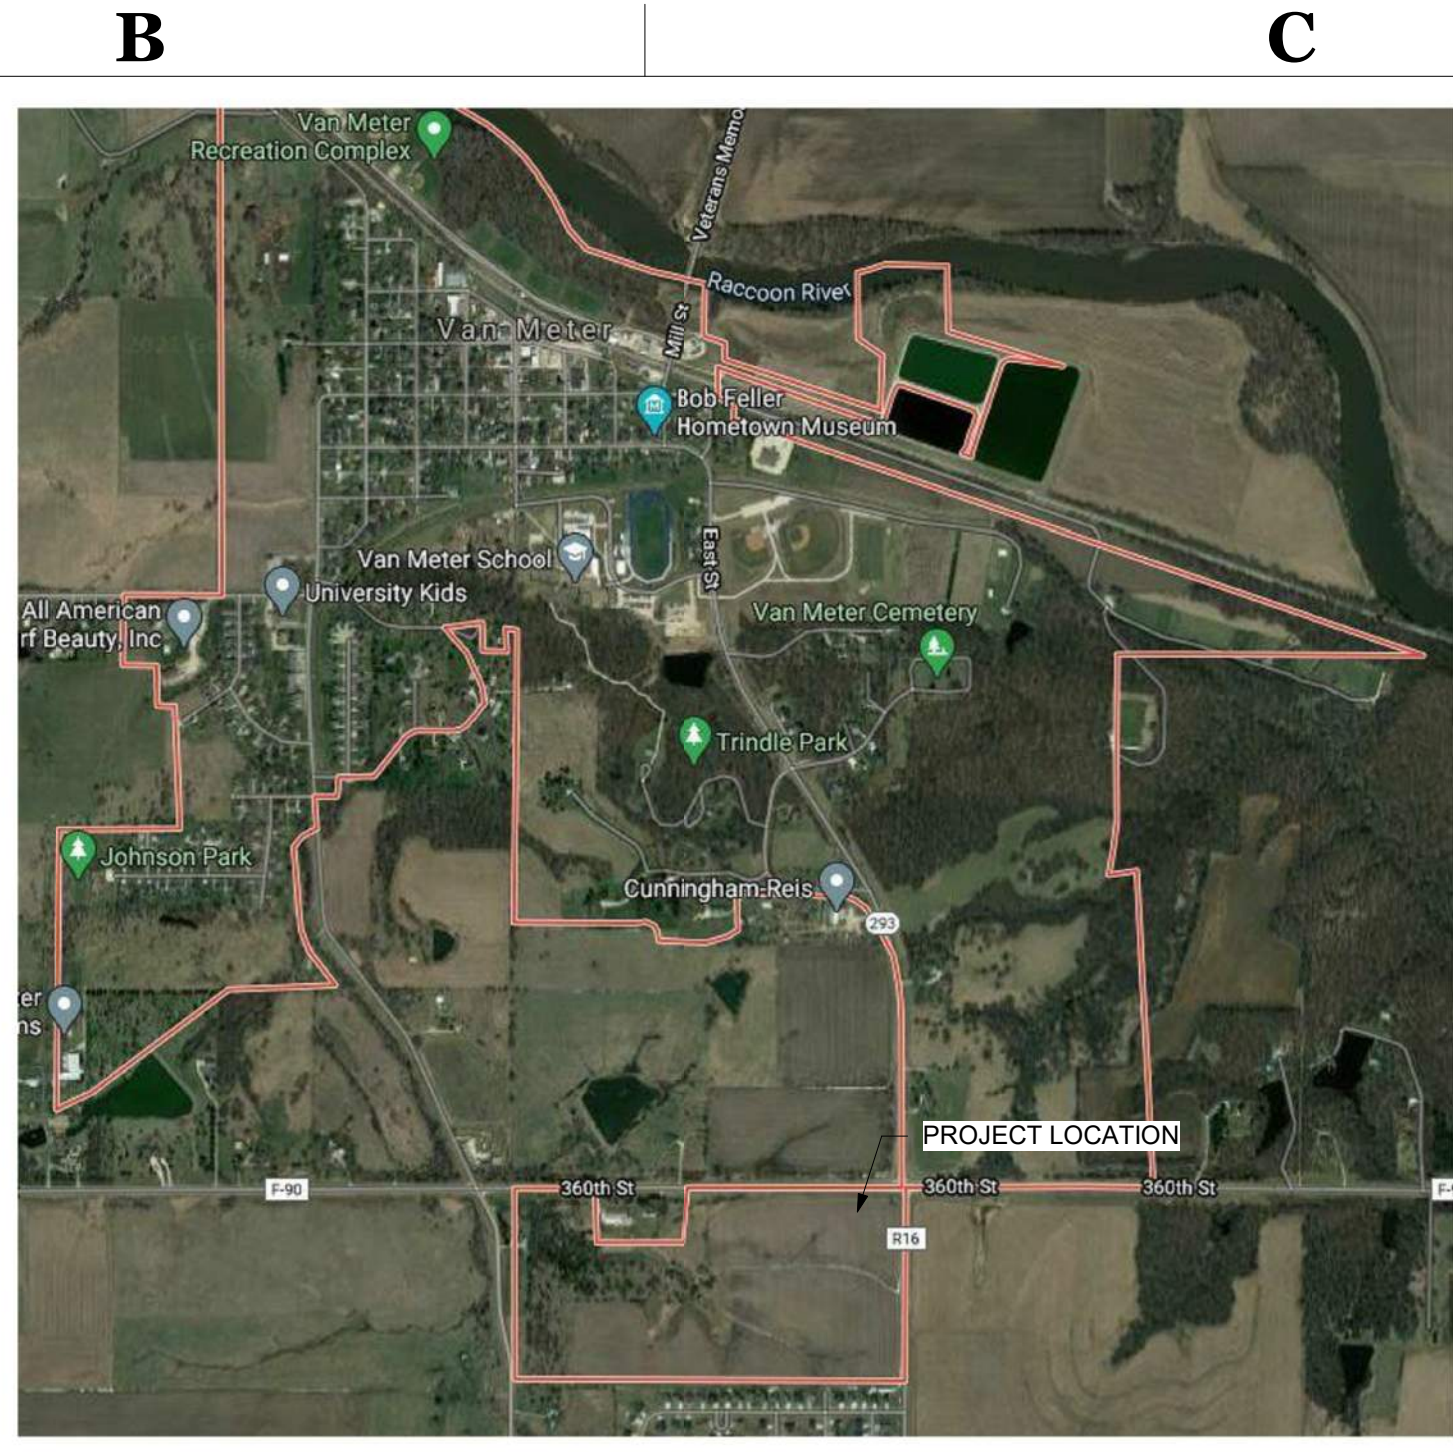 B
C
Van Meter
Recreation Complex
Veterans Memo
Raccoon River
Van Meter
Mill St
Bob Feller
Hometown Museum
Van Meter School
East St
University Kids
All American
rf Beauty, Inc
Van Meter Cemetery
Trindle Park
Johnson Park
Cunningham-Reis
293
er
ns
PROJECT LOCATION
F-90
360th St
360th St
360th St
F-9
R16